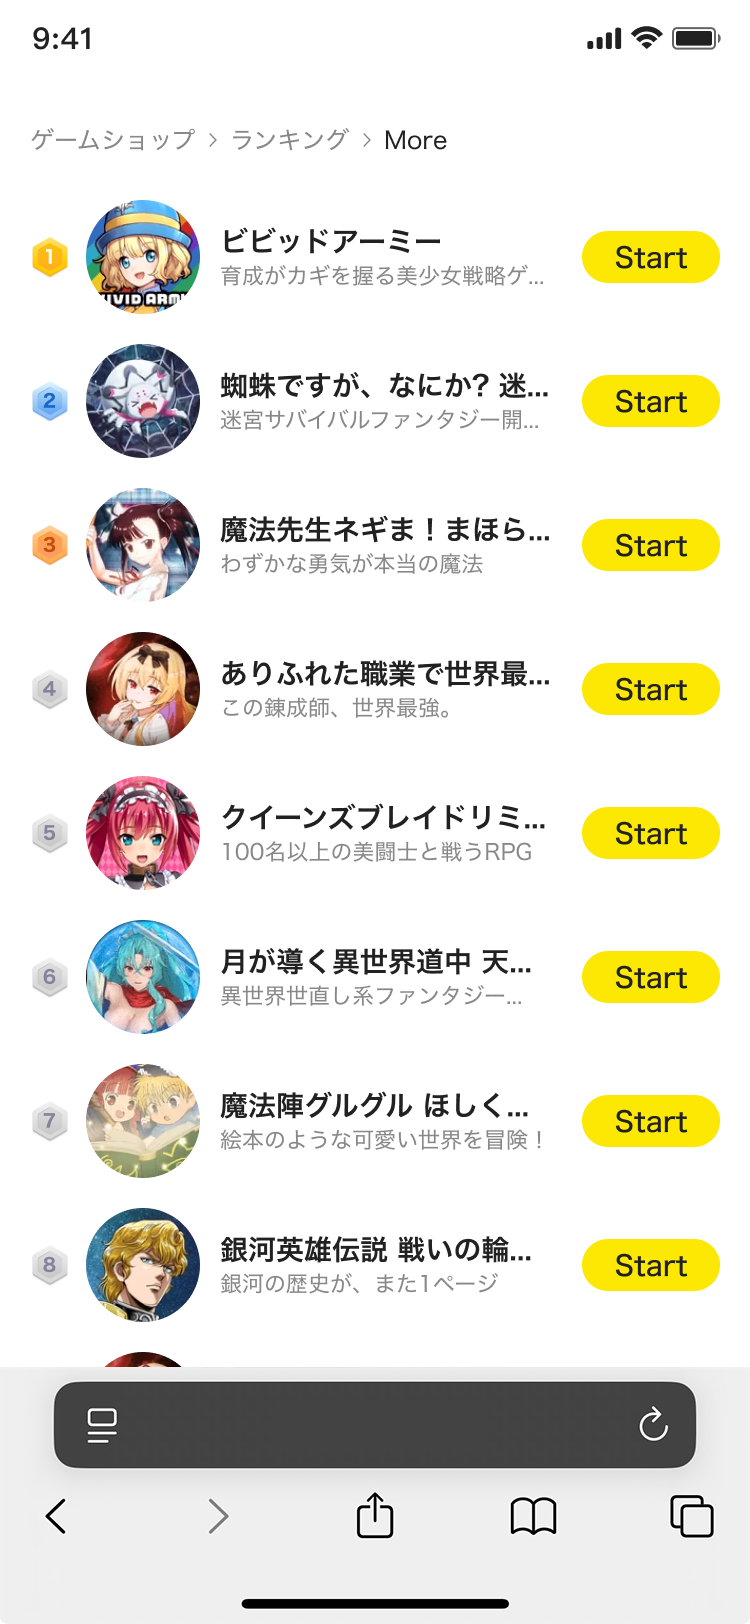 9:41
ゲームショップ > ランキング > More
1
VIVID ARMY
ビビッドアーミー
育成がカギを握る美少女戦略ゲ...
Start
2
蜘蛛ですが、なにか? 迷...
迷宮サバイバルファンタジー開...
Start
3
魔法先生ネギま！まほら...
わずかな勇気が本当の魔法
Start
4
ありふれた職業で世界最...
この錬成師、世界最強。
Start
5
クイーンズブレイドリミ...
100名以上の美闘士と戦うRPG
Start
6
月が導く異世界道中 天...
異世界世直し系ファンタジー...
Start
7
魔法陣グルグル ほしく...
絵本のような可愛い世界を冒険！
Start
8
銀河英雄伝説 戦いの輪...
銀河の歴史が、また1ページ
Start